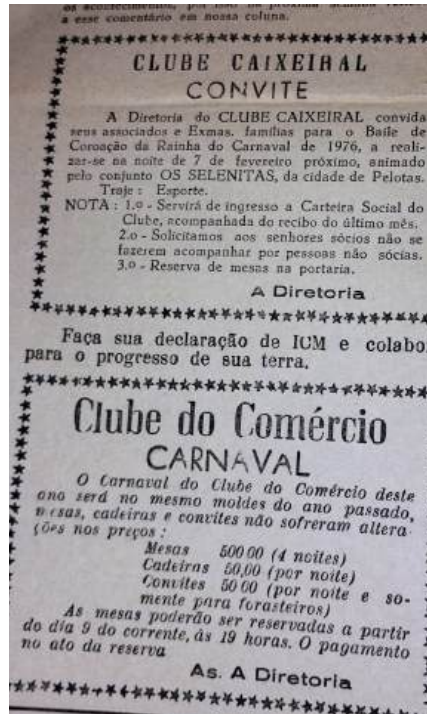 a esse comentário em nossa coluna.
CLUBE CAIXEIRAL
CONVITE
A Diretoria do CLUBE CAIXEIRAL convida
seus associados e Exmas. famílias para o Baile de
Coroação da Rainha do Carnaval de 1976, a reali-
zar-se na noite de 7 de fevereiro próximo, animado
pelo conjunto OS SELENITAS, da cidade de Pelotas.
Traje : Esporte.
NOTA : 1.o - Servirá de ingresso a Carteira Social do
Clube, acompanhada do recibo do último mês.
2.o - Solicitamos aos senhores sócios não se
fazerem acompanhar por pessoas não sócias.
3.o - Reserva de mesas na portaria.
A Diretoria
Faça sua declaração de ICM e colabo
para o progresso de sua terra.
Clube do Comércio
CARNAVAL
O Carnaval do Clube do Comércio deste
ano será no mesmo moldes do ano passado,
mesas, cadeiras e convites não sofreram altera
ções nos preços :
Mesas 500 00 (4 noites)
Cadeiras 50,00 (por noite)
Convites 50 00 (por noite e so-
mente para forasteiros)
As mesas poderão ser reservadas a partir
do dia 9 do corrente, ás 19 horas. O pagamento
no ato da reserva
As. A Diretoria